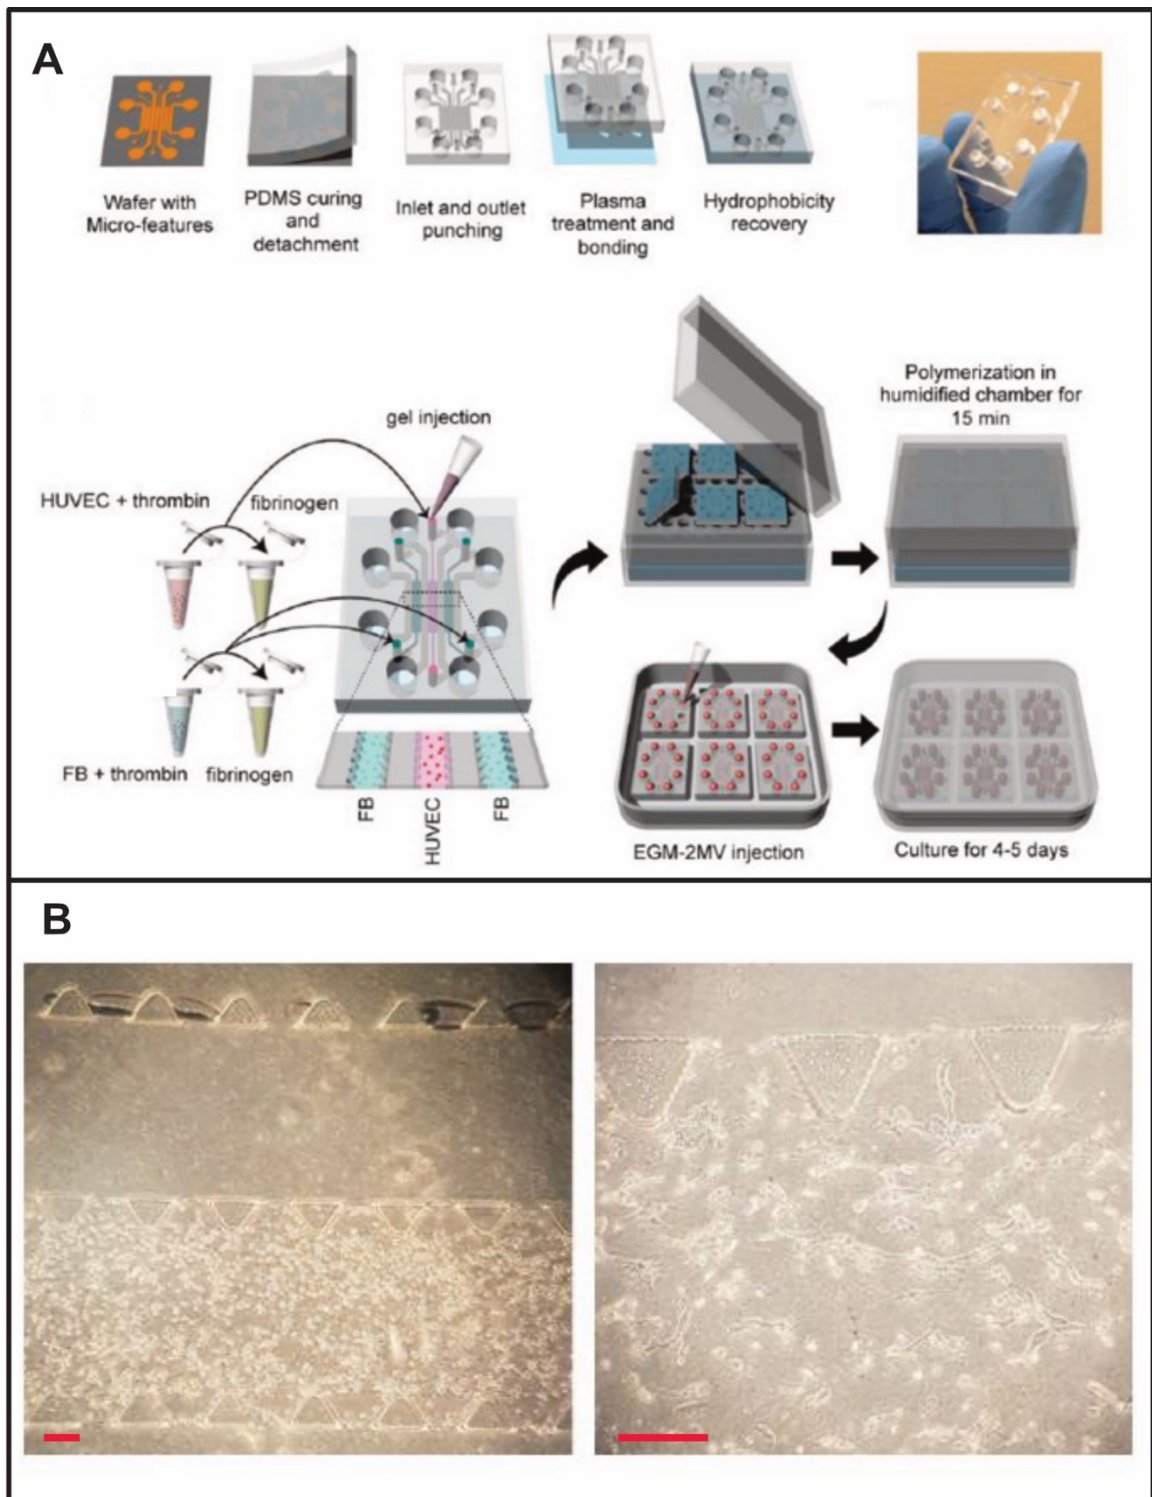 A
Wafer with
Micro-features
PDMS curing
and
detachment
Inlet and outlet
punching
Plasma
treatment and
bonding
Hydrophobicity
recovery
gel injection
HUVEC + thrombin
fibrinogen
FB + thrombin
fibrinogen
FB
HUVEC
FB
Polymerization in
humidified chamber for
15 min
EGM-2MV injection
Culture for 4-5 days
B